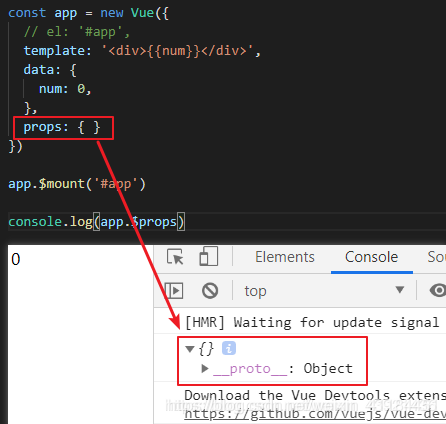 const app = new Vue({
// el: '#app',
template: '<div>{{num}}</div>',
data: {
num: 0,
},
props: { }
})
app.$mount('#app')
console.log(app.$props)
0
Elements Console So
top
[HMR] Waiting for update signal
▼{} i
▶__proto__: Object
Download the Vue Devtools extens
https://github.com/vuejs/vue-dev